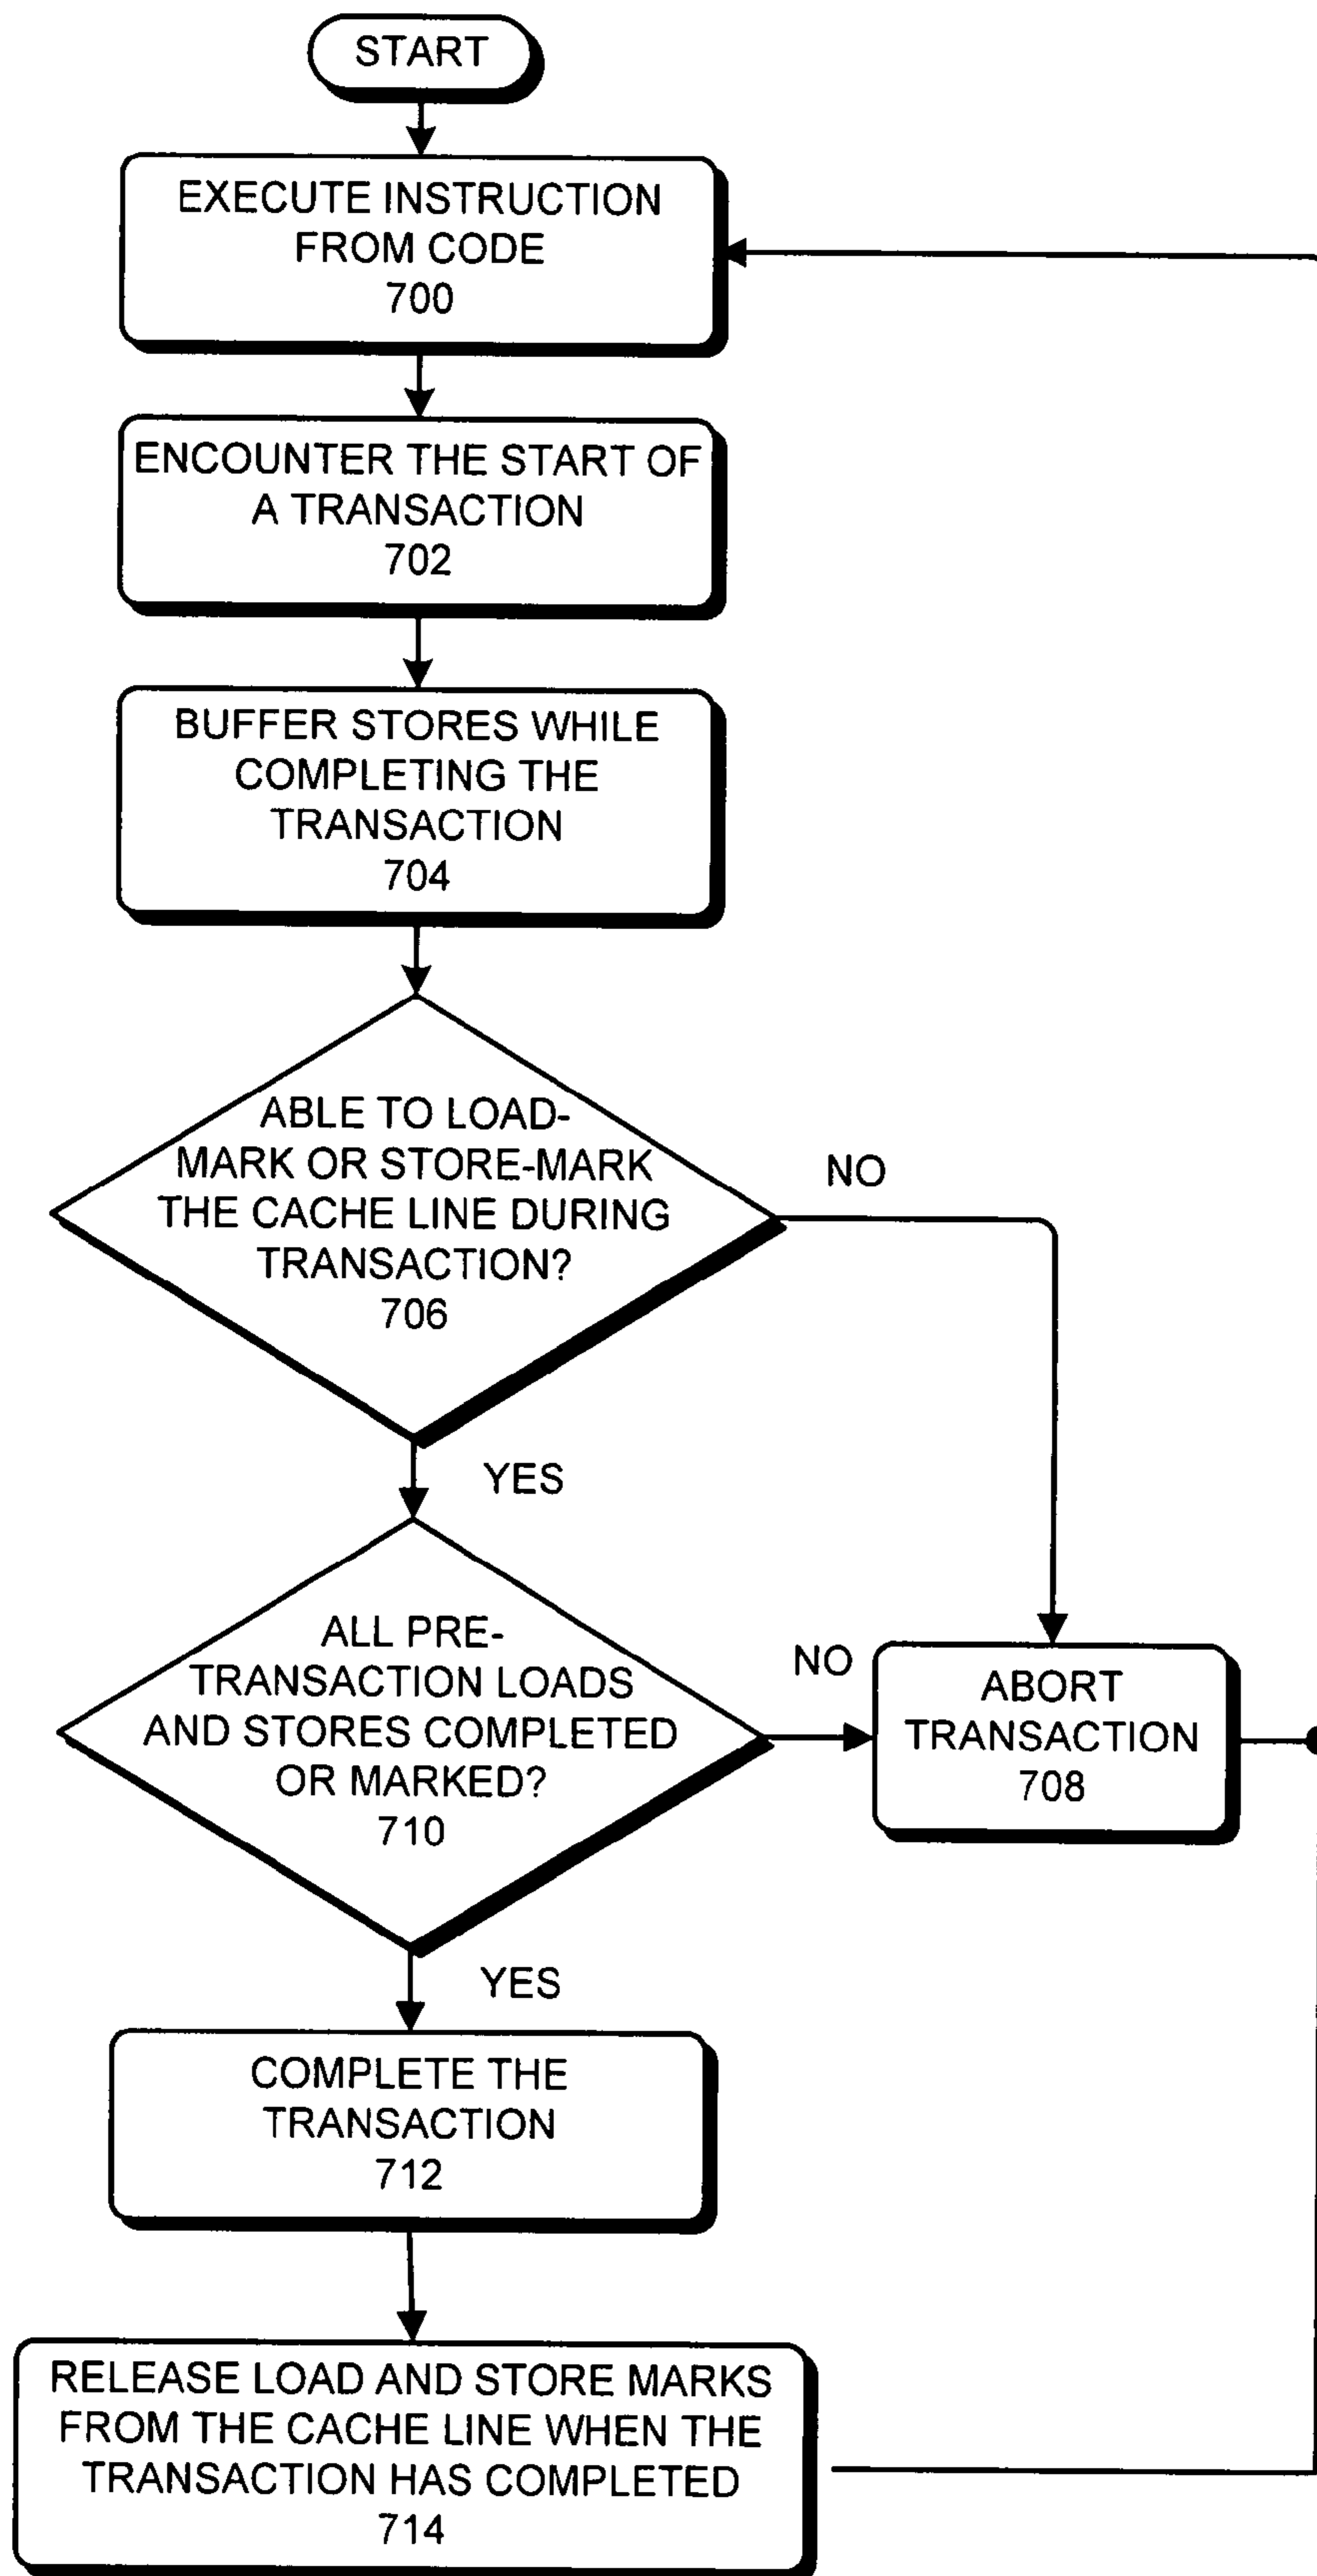 START
EXECUTE INSTRUCTION
FROM CODE
700
ENCOUNTER THE START OF
A TRANSACTION
702
BUFFER STORES WHILE
COMPLETING THE
TRANSACTION
704
ABLE TO LOAD-
MARK OR STORE-MARK
THE CACHE LINE DURING
TRANSACTION?
706
NO
YES
ALL PRE-
TRANSACTION LOADS
AND STORES COMPLETED
OR MARKED?
710
NO
ABORT
TRANSACTION
708
YES
COMPLETE THE
TRANSACTION
712
RELEASE LOAD AND STORE MARKS
FROM THE CACHE LINE WHEN THE
TRANSACTION HAS COMPLETED
714